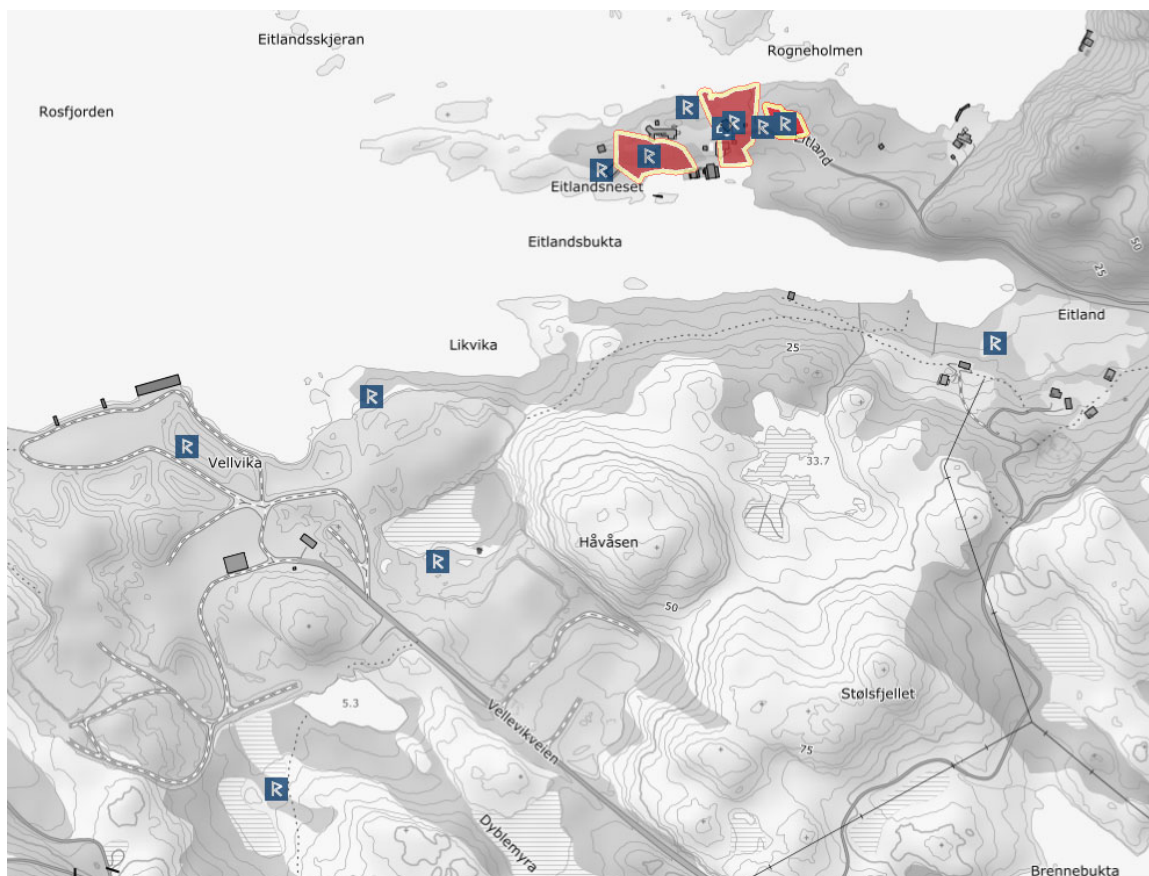 Eitlandsskjeran
Rogneholmen
Rosfjorden
Eitland
Eitlandsneset
Eitlandsbukta
50
25
Eitland
Likvika
25
Vellvika
33.7
Håvåsen
50
Stølsfjellet
5.3
Vellevikveien
75
Dyblemyra
Brennebukta